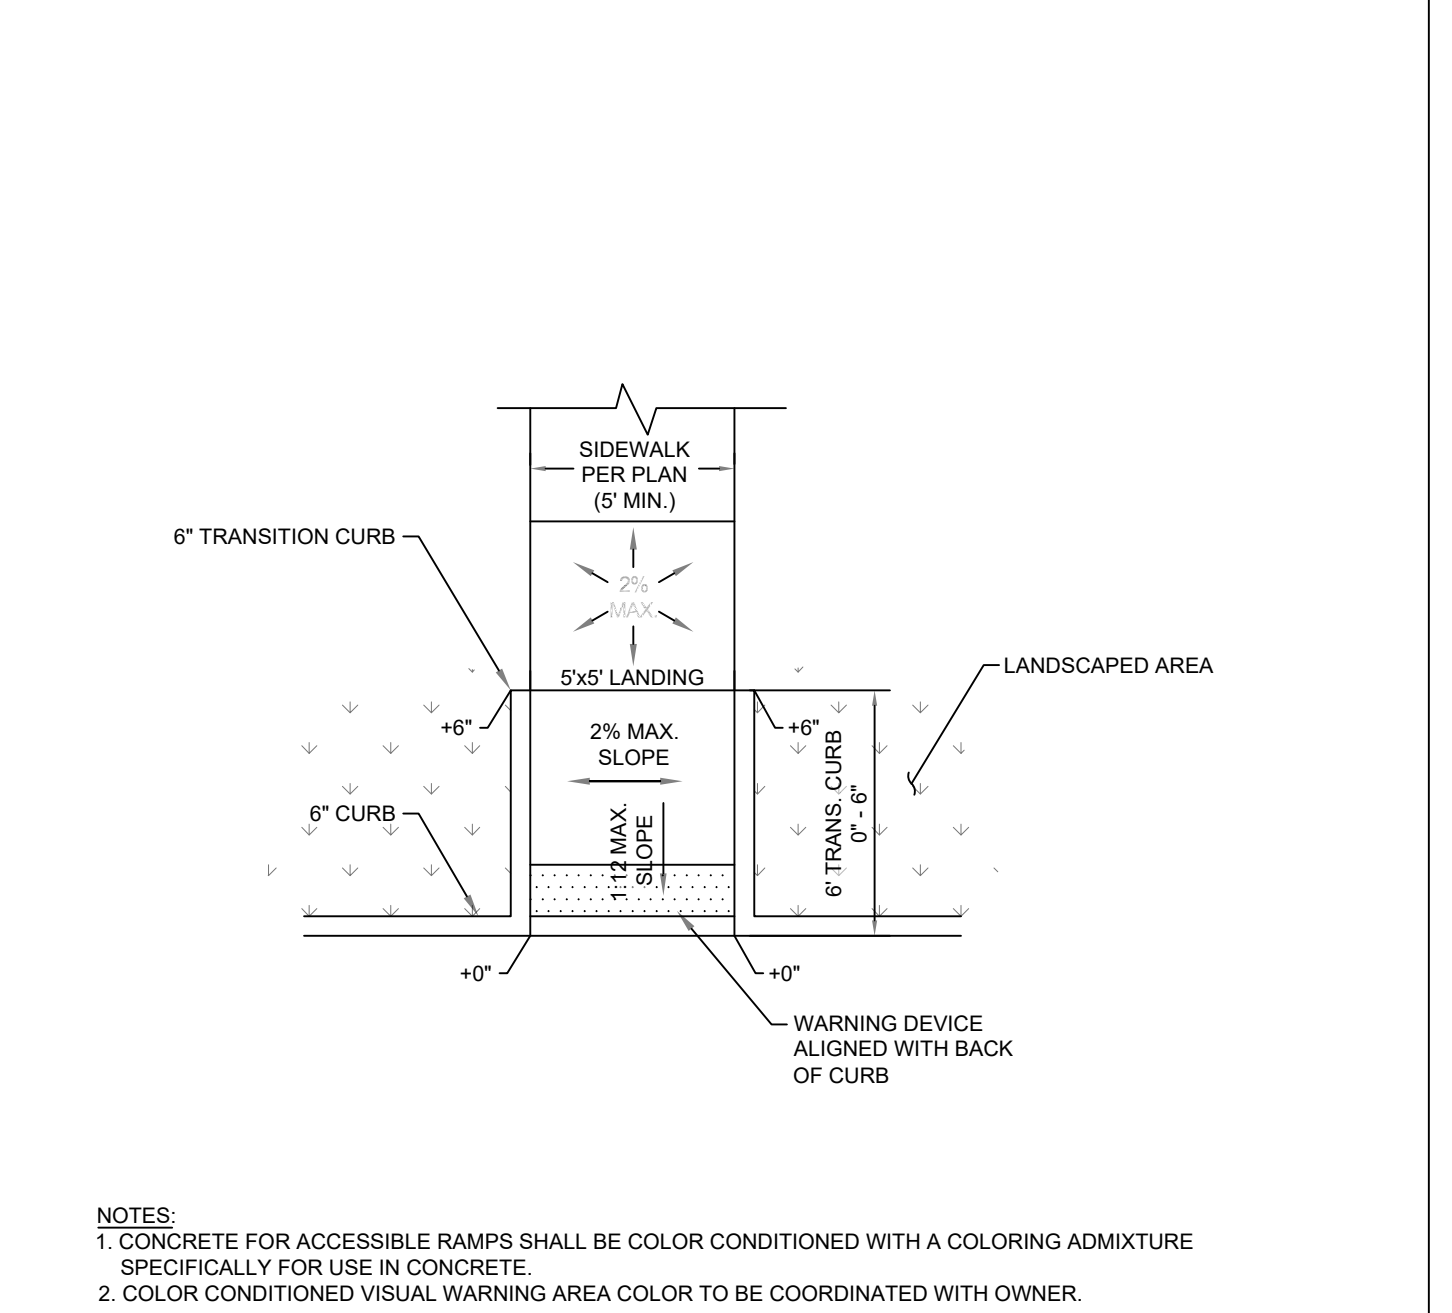 SIDEWALK
PER PLAN
(5' MIN.)
6" TRANSITION CURB
2%
MAX.
5'x5' LANDING
LANDSCAPED AREA
+6"
+6"
2% MAX.
SLOPE
6" CURB
1:12 MAX.
SLOPE
6' TRANS. CURB
0" - 6"
+0"
+0"
WARNING DEVICE
ALIGNED WITH BACK
OF CURB
NOTES:
1. CONCRETE FOR ACCESSIBLE RAMPS SHALL BE COLOR CONDITIONED WITH A COLORING ADMIXTURE
SPECIFICALLY FOR USE IN CONCRETE.
2. COLOR CONDITIONED VISUAL WARNING AREA COLOR TO BE COORDINATED WITH OWNER.